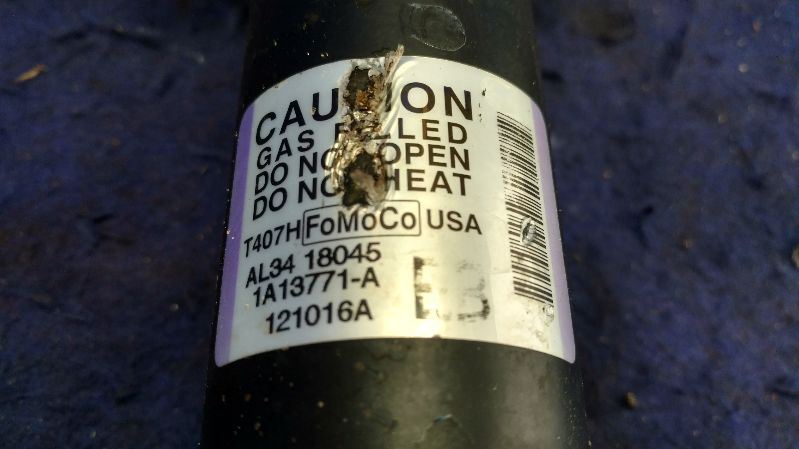 CAUTION
GAS FILLED
DO NOT OPEN
DO NOT HEAT
T407H FoMoCo USA
AL34 18045
1A13771-A
121016A